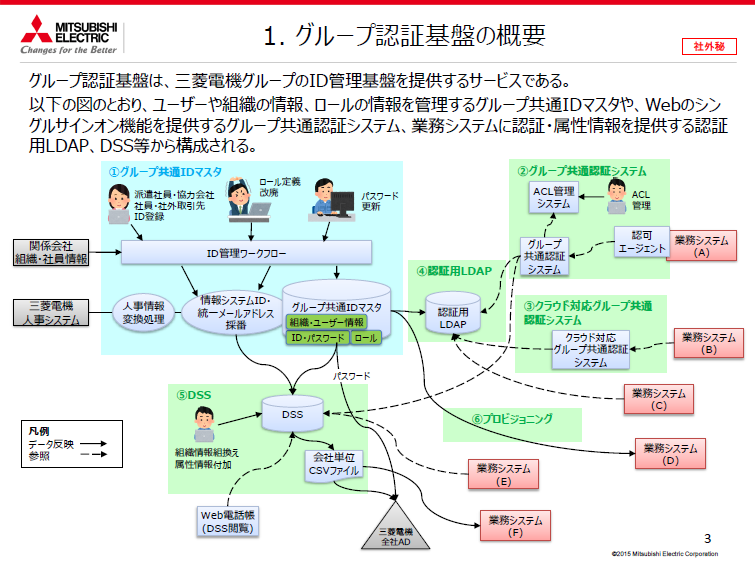 MITSUBISHI
ELECTRIC
Changes for the Better
1. グループ認証基盤の概要
社外秘
グループ認証基盤は、三菱電機グループのID管理基盤を提供するサービスである。
以下の図のとおり、ユーザーや組織の情報、ロールの情報を管理するグループ共通IDマスタや、Webのシン
グルサインオン機能を提供するグループ共通認証システム、業務システムに認証・属性情報を提供する認証
用LDAP、DSS等から構成される。
①グループ共通IDマスタ
派遣社員・協力会社
社員・社外取引先
ID登録
ロール定義
改廃
パスワード
更新
関係会社
組織・社員情報
ID管理ワークフロー
三菱電機
人事システム
人事情報
変換処理
情報システムID・
統一メールアドレス
採番
グループ共通IDマスタ
組織・ユーザー情報
ID・パスワード
ロール
②グループ共通認証システム
ACL管理
システム
ACL
管理
グループ
共通認証
システム
認可
エージェント
業務システム
(A)
④認証用LDAP
認証用
LDAP
③クラウド対応グループ共通
認証システム
クラウド対応
グループ共通認証
システム
業務システム
(B)
業務システム
(C)
パスワード
⑤DSS
DSS
組織情報組換え
属性情報付加
会社単位
CSVファイル
⑥プロビジョニング
業務システム
(D)
業務システム
(E)
業務システム
(F)
凡例
データ反映
参照
Web電話帳
(DSS閲覧)
三菱電機
全社AD
3
©2015 Mitsubishi Electric Corporation